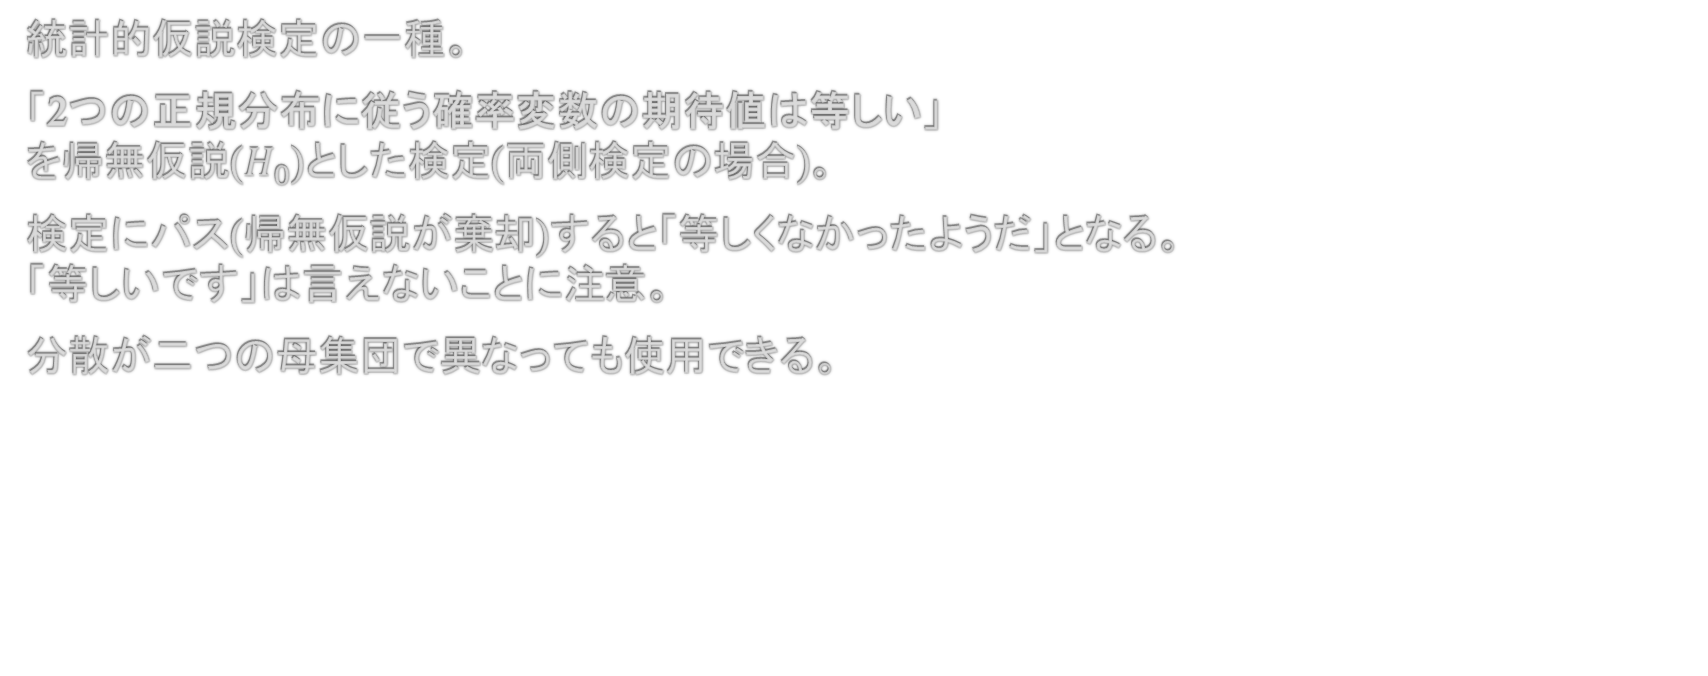 統計的仮説検定の一種。
「2つの正規分布に従う確率変数の期待値は等しい」
を帰無仮説(H₀)とした検定(両側検定の場合)。
検定にパス(帰無仮説が棄却)すると「等しくなかったようだ」となる。
「等しいです」は言えないことに注意。
分散が二つの母集団で異なっても使用できる。